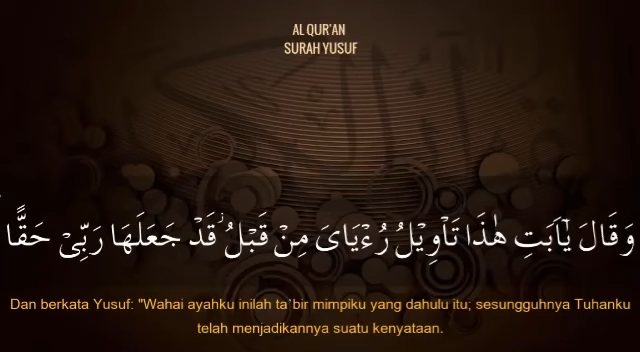 AL QUR'AN
SURAH YUSUF
وَقَالَ يٰٓاَبَتِ هٰذَا تَأْوِيْلُ رُءْيَايَ مِنْ قَبْلُ ۖقَدْ جَعَلَهَا رَبِّيْ حَقًّا
Dan berkata Yusuf: "Wahai ayahku inilah ta'bir mimpiku yang dahulu itu; sesungguhnya Tuhanku
telah menjadikannya suatu kenyataan.